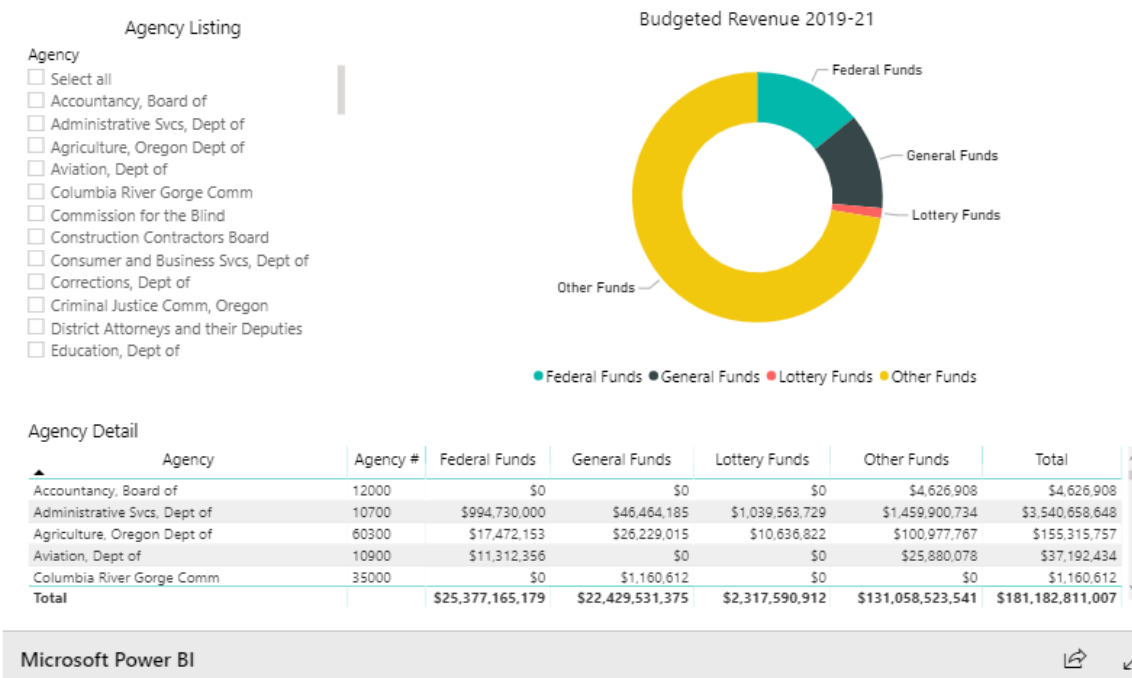 Agency Listing
Agency
Select all
Accountancy, Board of
Administrative Svcs, Dept of
Agriculture, Oregon Dept of
Aviation, Dept of
Columbia River Gorge Comm
Commission for the Blind
Construction Contractors Board
Consumer and Business Svcs, Dept of
Corrections, Dept of
Criminal Justice Comm, Oregon
District Attorneys and their Deputies
Education, Dept of
Budgeted Revenue 2019-21
Federal Funds
General Funds
Lottery Funds
Other Funds
Federal Funds General Funds Lottery Funds Other Funds
Agency Detail
Agency Agency # Federal Funds General Funds Lottery Funds Other Funds Total
Accountancy, Board of 12000 $0 $0 $0 $4,626,908 $4,626,908
Administrative Svcs, Dept of 10700 $994,730,000 $46,464,185 $1,039,563,729 $1,459,900,734 $3,540,658,648
Agriculture, Oregon Dept of 60300 $17,472,153 $26,229,015 $10,636,822 $100,977,767 $155,315,757
Aviation, Dept of 10900 $11,312,356 $0 $0 $25,880,078 $37,192,434
Columbia River Gorge Comm 35000 $0 $1,160,612 $0 $0 $1,160,612
Total $25,377,165,179 $22,429,531,375 $2,317,590,912 $131,058,523,541 $181,182,811,007
Microsoft Power BI